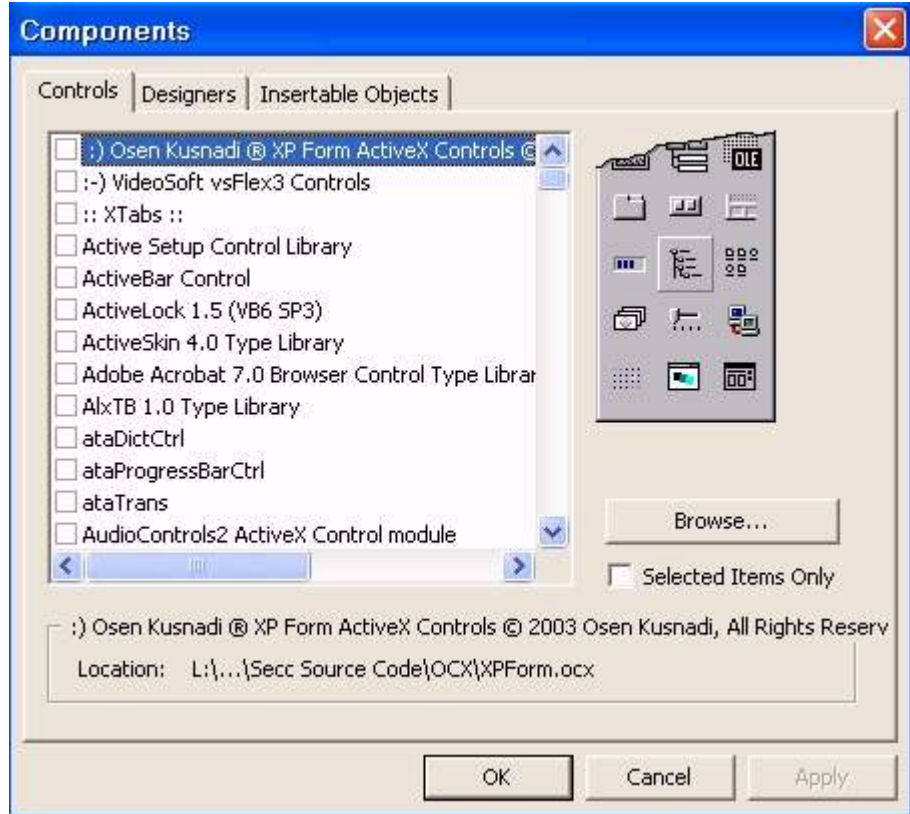 Components
Controls Designers Insertable Objects
:) Osen Kusnadi ® XP Form ActiveX Controls ©
:-) VideoSoft vsFlex3 Controls
:: XTabs ::
Active Setup Control Library
ActiveBar Control
ActiveLock 1.5 (VB6 SP3)
ActiveSkin 4.0 Type Library
Adobe Acrobat 7.0 Browser Control Type Librar
AlxTB 1.0 Type Library
ataDictCtrl
ataProgressBarCtrl
ataTrans
AudioControls2 ActiveX Control module
OLE
Browse...
Selected Items Only
:) Osen Kusnadi ® XP Form ActiveX Controls © 2003 Osen Kusnadi, All Rights Reserv
Location: L:\...\Secc Source Code\OCX\XPForm.ocx
OK Cancel Apply